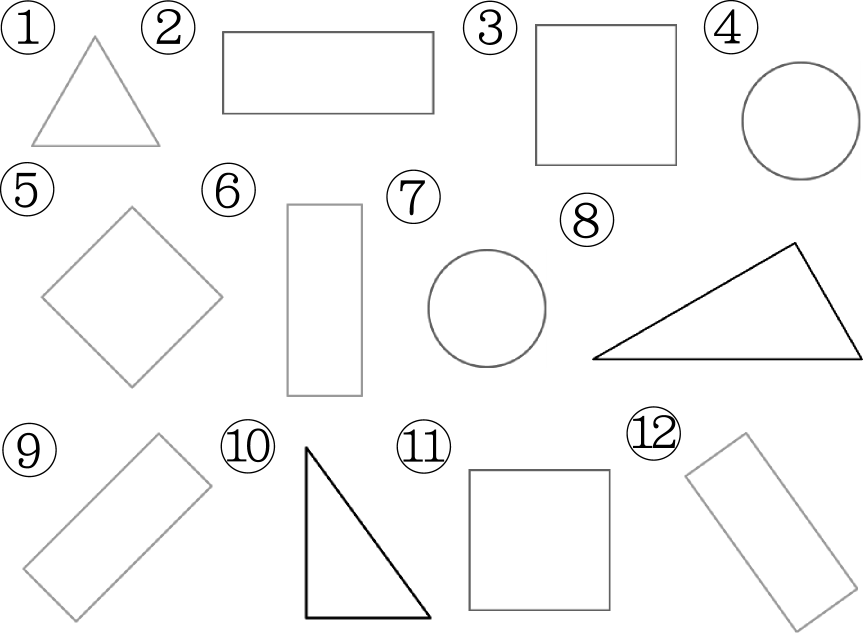 ① ② ③ ④
⑤ ⑥ ⑦ ⑧
⑨ ⑩ ⑪ ⑫